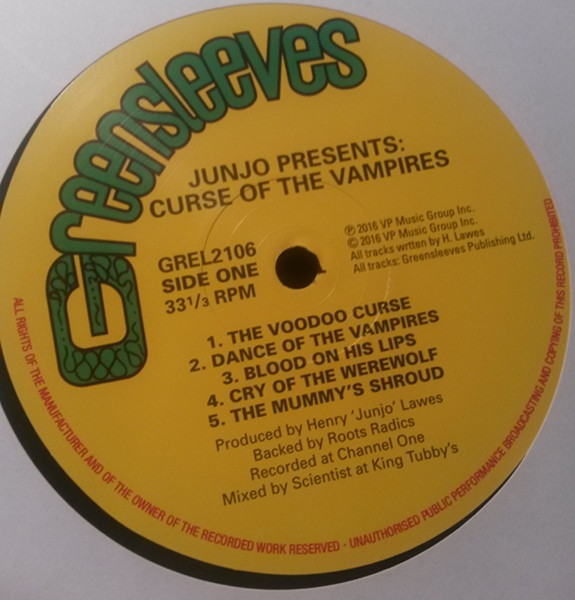 Greensleeves
JUNJO PRESENTS:
CURSE OF THE VAMPIRES
GREL2106
SIDE ONE
33 1/3 RPM
℗ 2016 VP Music Group Inc.
© 2016 VP Music Group Inc.
All tracks wrtten by H. Lawes
All tracks: Greensleeves Publishing Ltd.
1. THE VOODOO CURSE
2. DANCE OF THE VAMPIRES
3. BLOOD ON HIS LIPS
4. CRY OF THE WEREWOLF
5. THE MUMMY'S SHROUD
Produced by Henry 'Junjo' Lawes
Backed by Roots Radics
Recorded at Channel One
Mixed by Scientist at King Tubby's
ALL RIGHTS OF THE MANUFACTURER AND OF THE OWNER OF THE RECORDED WORK RESERVED - UNAUTHORISED PUBLIC PERFORMANCE BROADCASTING AND COPYING OF THIS RECORD PROHIBITED